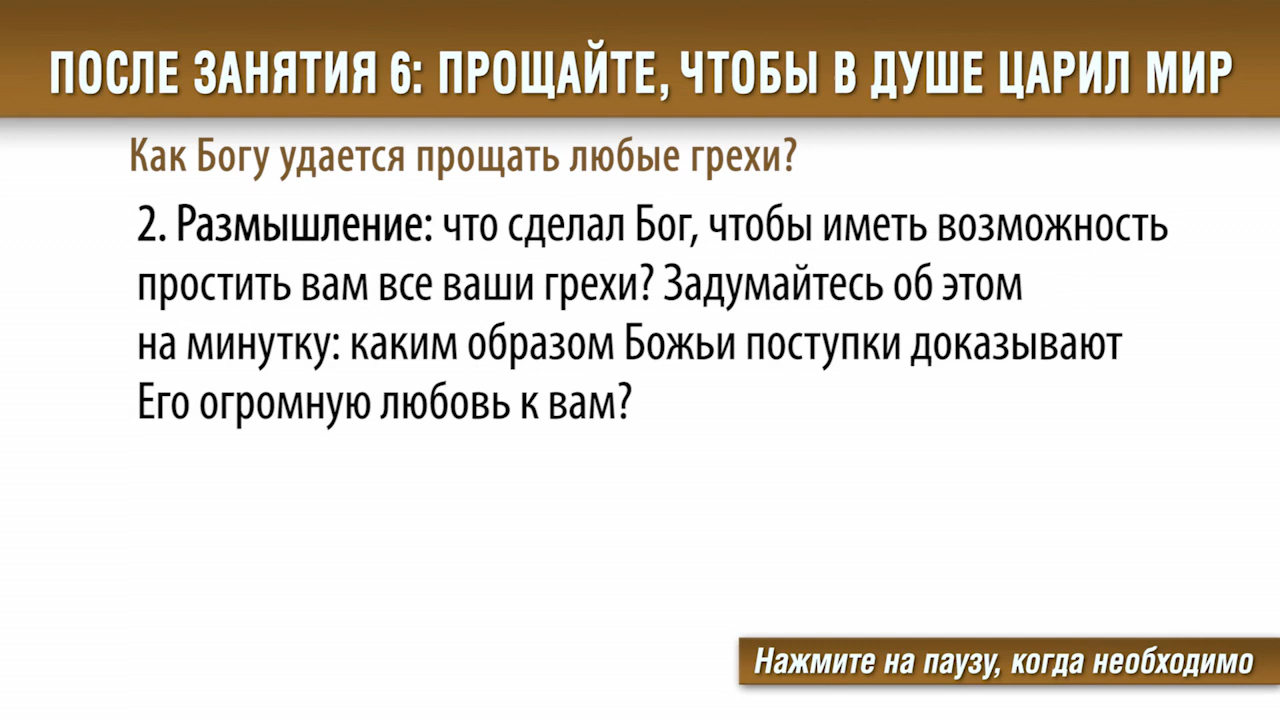 ПОСЛЕ ЗАНЯТИЯ 6: ПРОЩАЙТЕ, ЧТОБЫ В ДУШЕ ЦАРИЛ МИР
Как Богу удается прощать любые грехи?
2. Размышление: что сделал Бог, чтобы иметь возможность
простить вам все ваши грехи? Задумайтесь об этом
на минутку: каким образом Божьи поступки доказывают
Его огромную любовь к вам?
Нажмите на паузу, когда необходимо